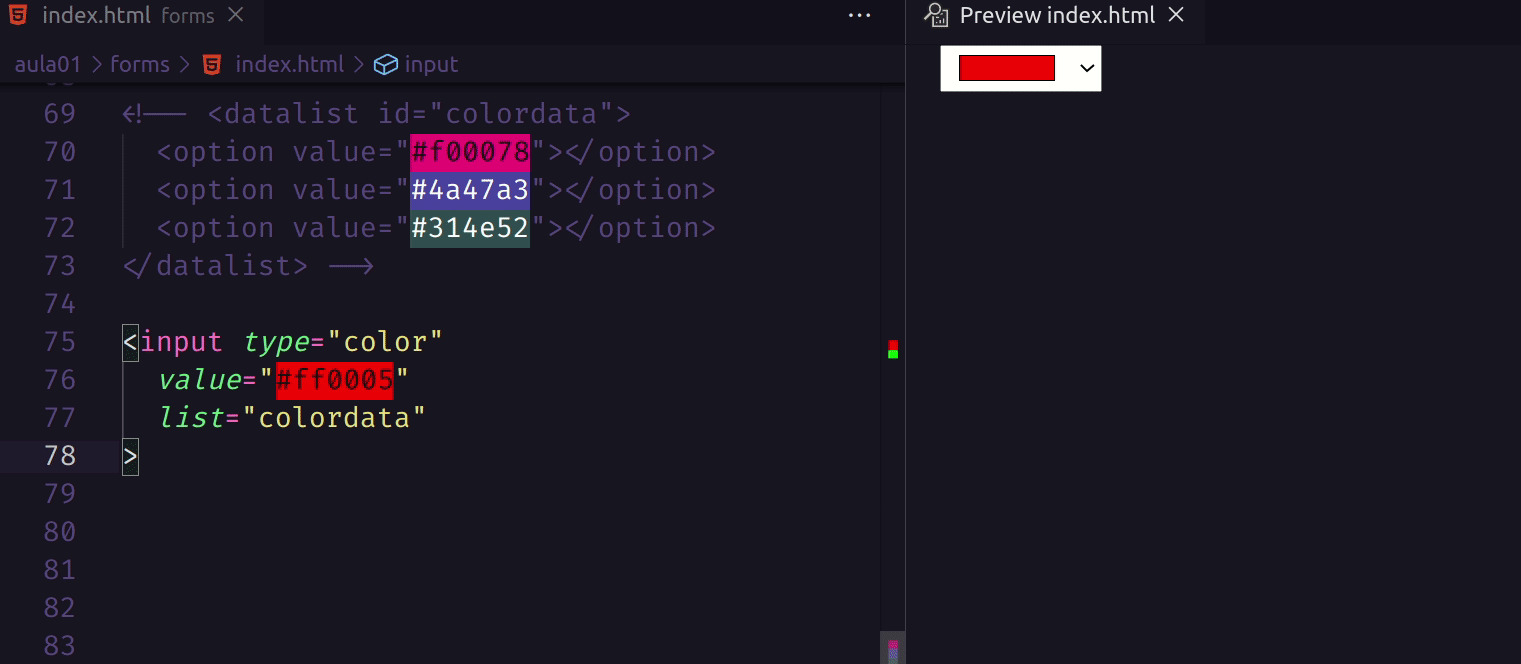 index.html forms
Preview index.html
aula01 > forms > index.html > input
69 <!-- <datalist id="colordata">
70 <option value="#f00078"></option>
71 <option value="#4a47a3"></option>
72 <option value="#314e52"></option>
73 </datalist> -->
74
75 <input type="color"
76 value="#ff0005"
77 list="colordata"
78 >
79
80
81
82
83